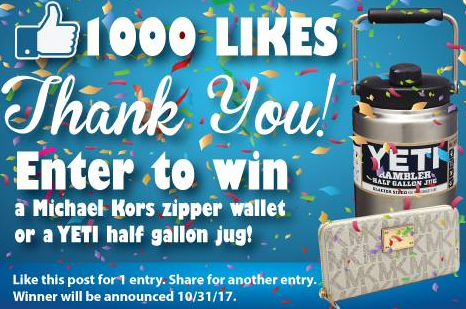 1000 LIKES
Thank You!
Enter to win
a Michael Kors zipper wallet
or a YETI half gallon jug!
Like this post for 1 entry. Share for another entry.
Winner will be announced 10/31/17.
YETI
RAMBLER
HALF GALLON JUG